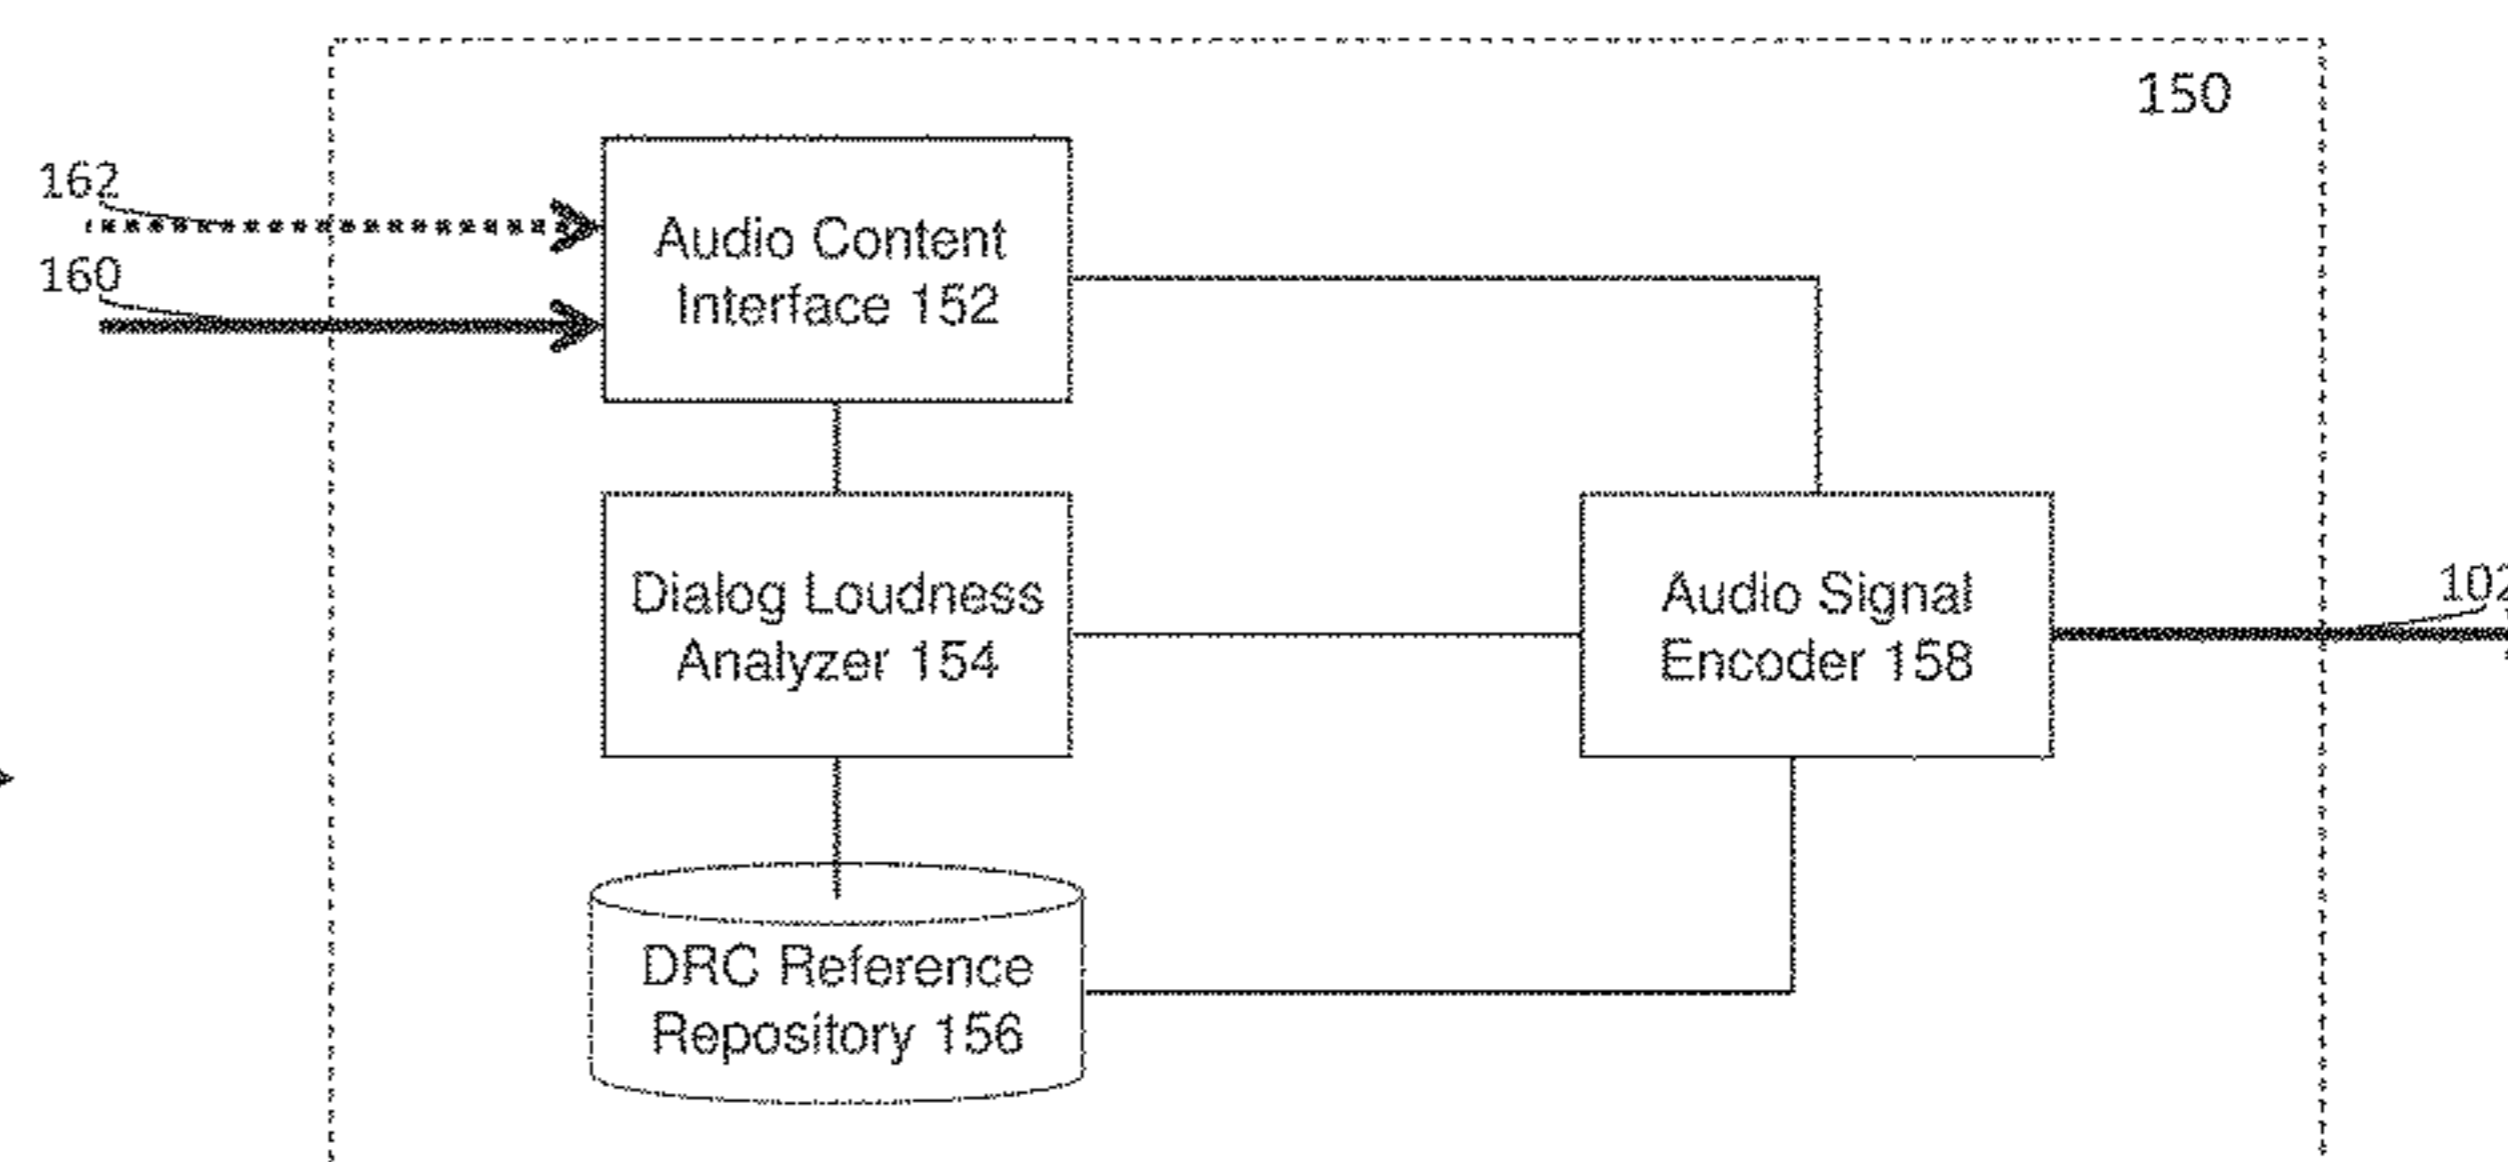 150
162
160
Audio Content
Interface 152
Dialog Loudness
Analyzer 154
Audio Signal
Encoder 158
102
DRC Reference
Repository 156